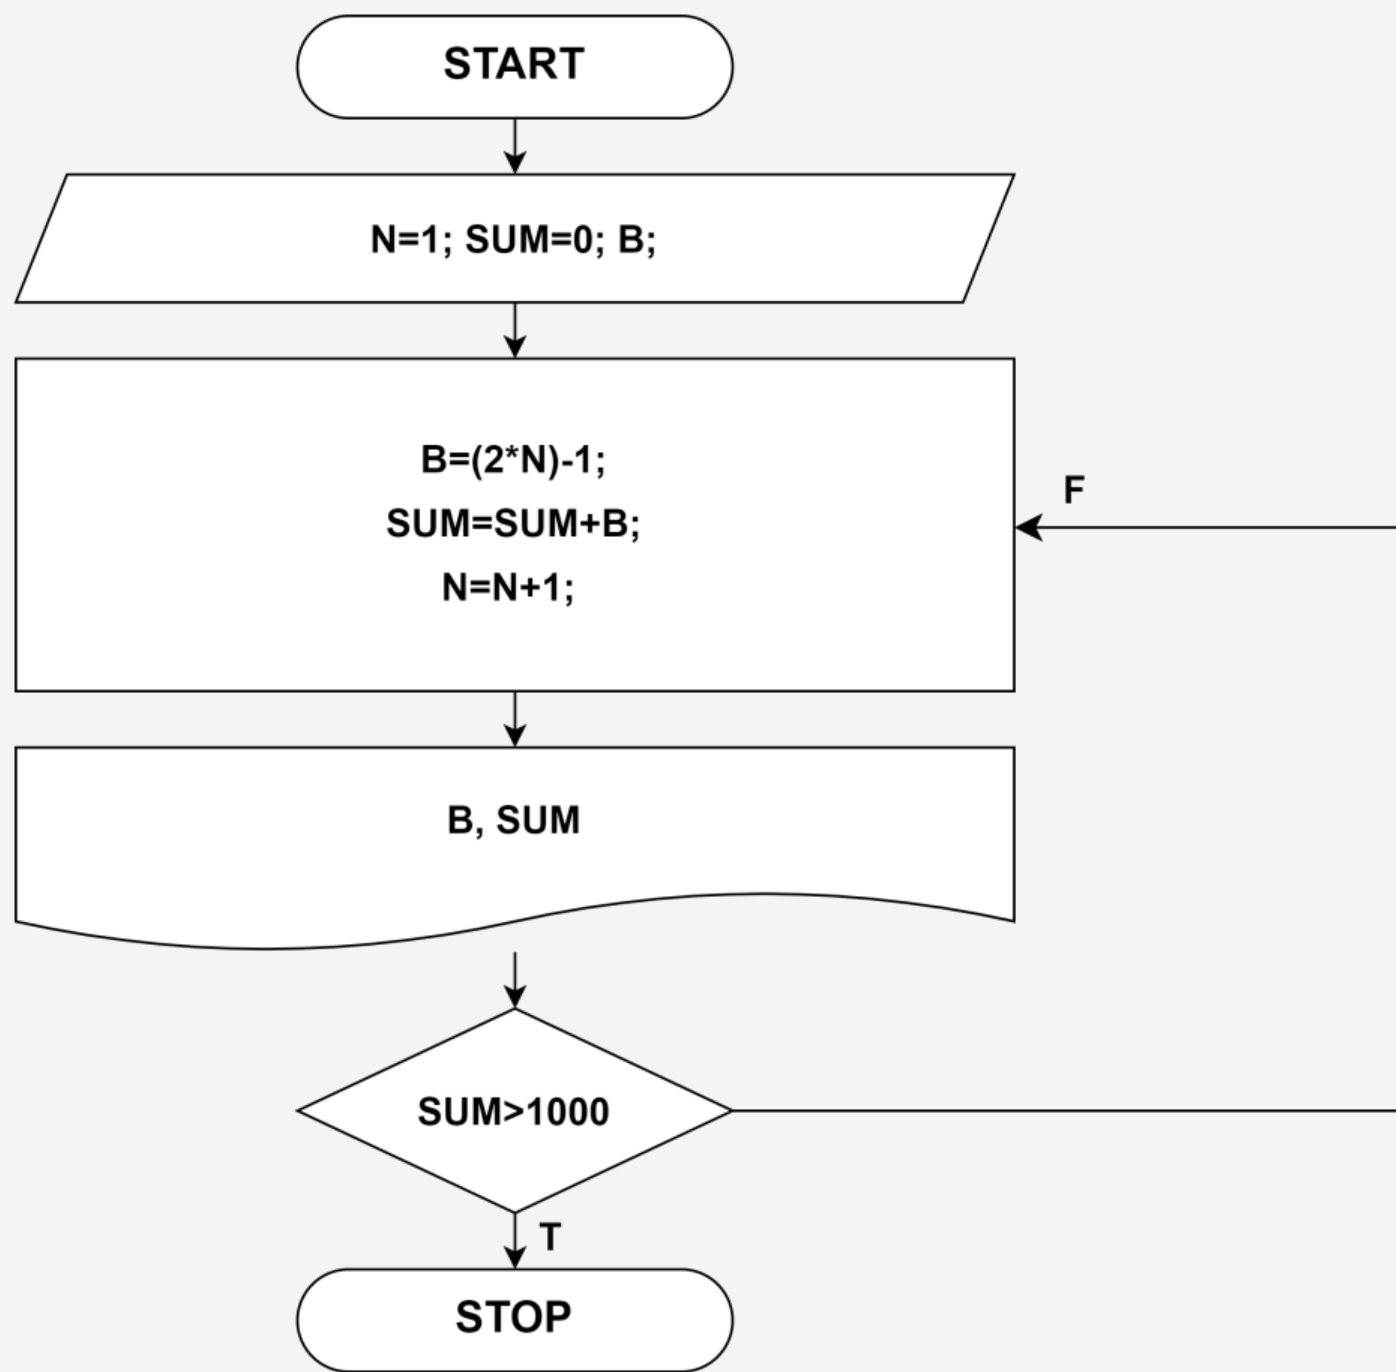 START
N=1; SUM=0; B;
B=(2*N)-1;
SUM=SUM+B;
N=N+1;
F
B, SUM
SUM>1000
T
STOP